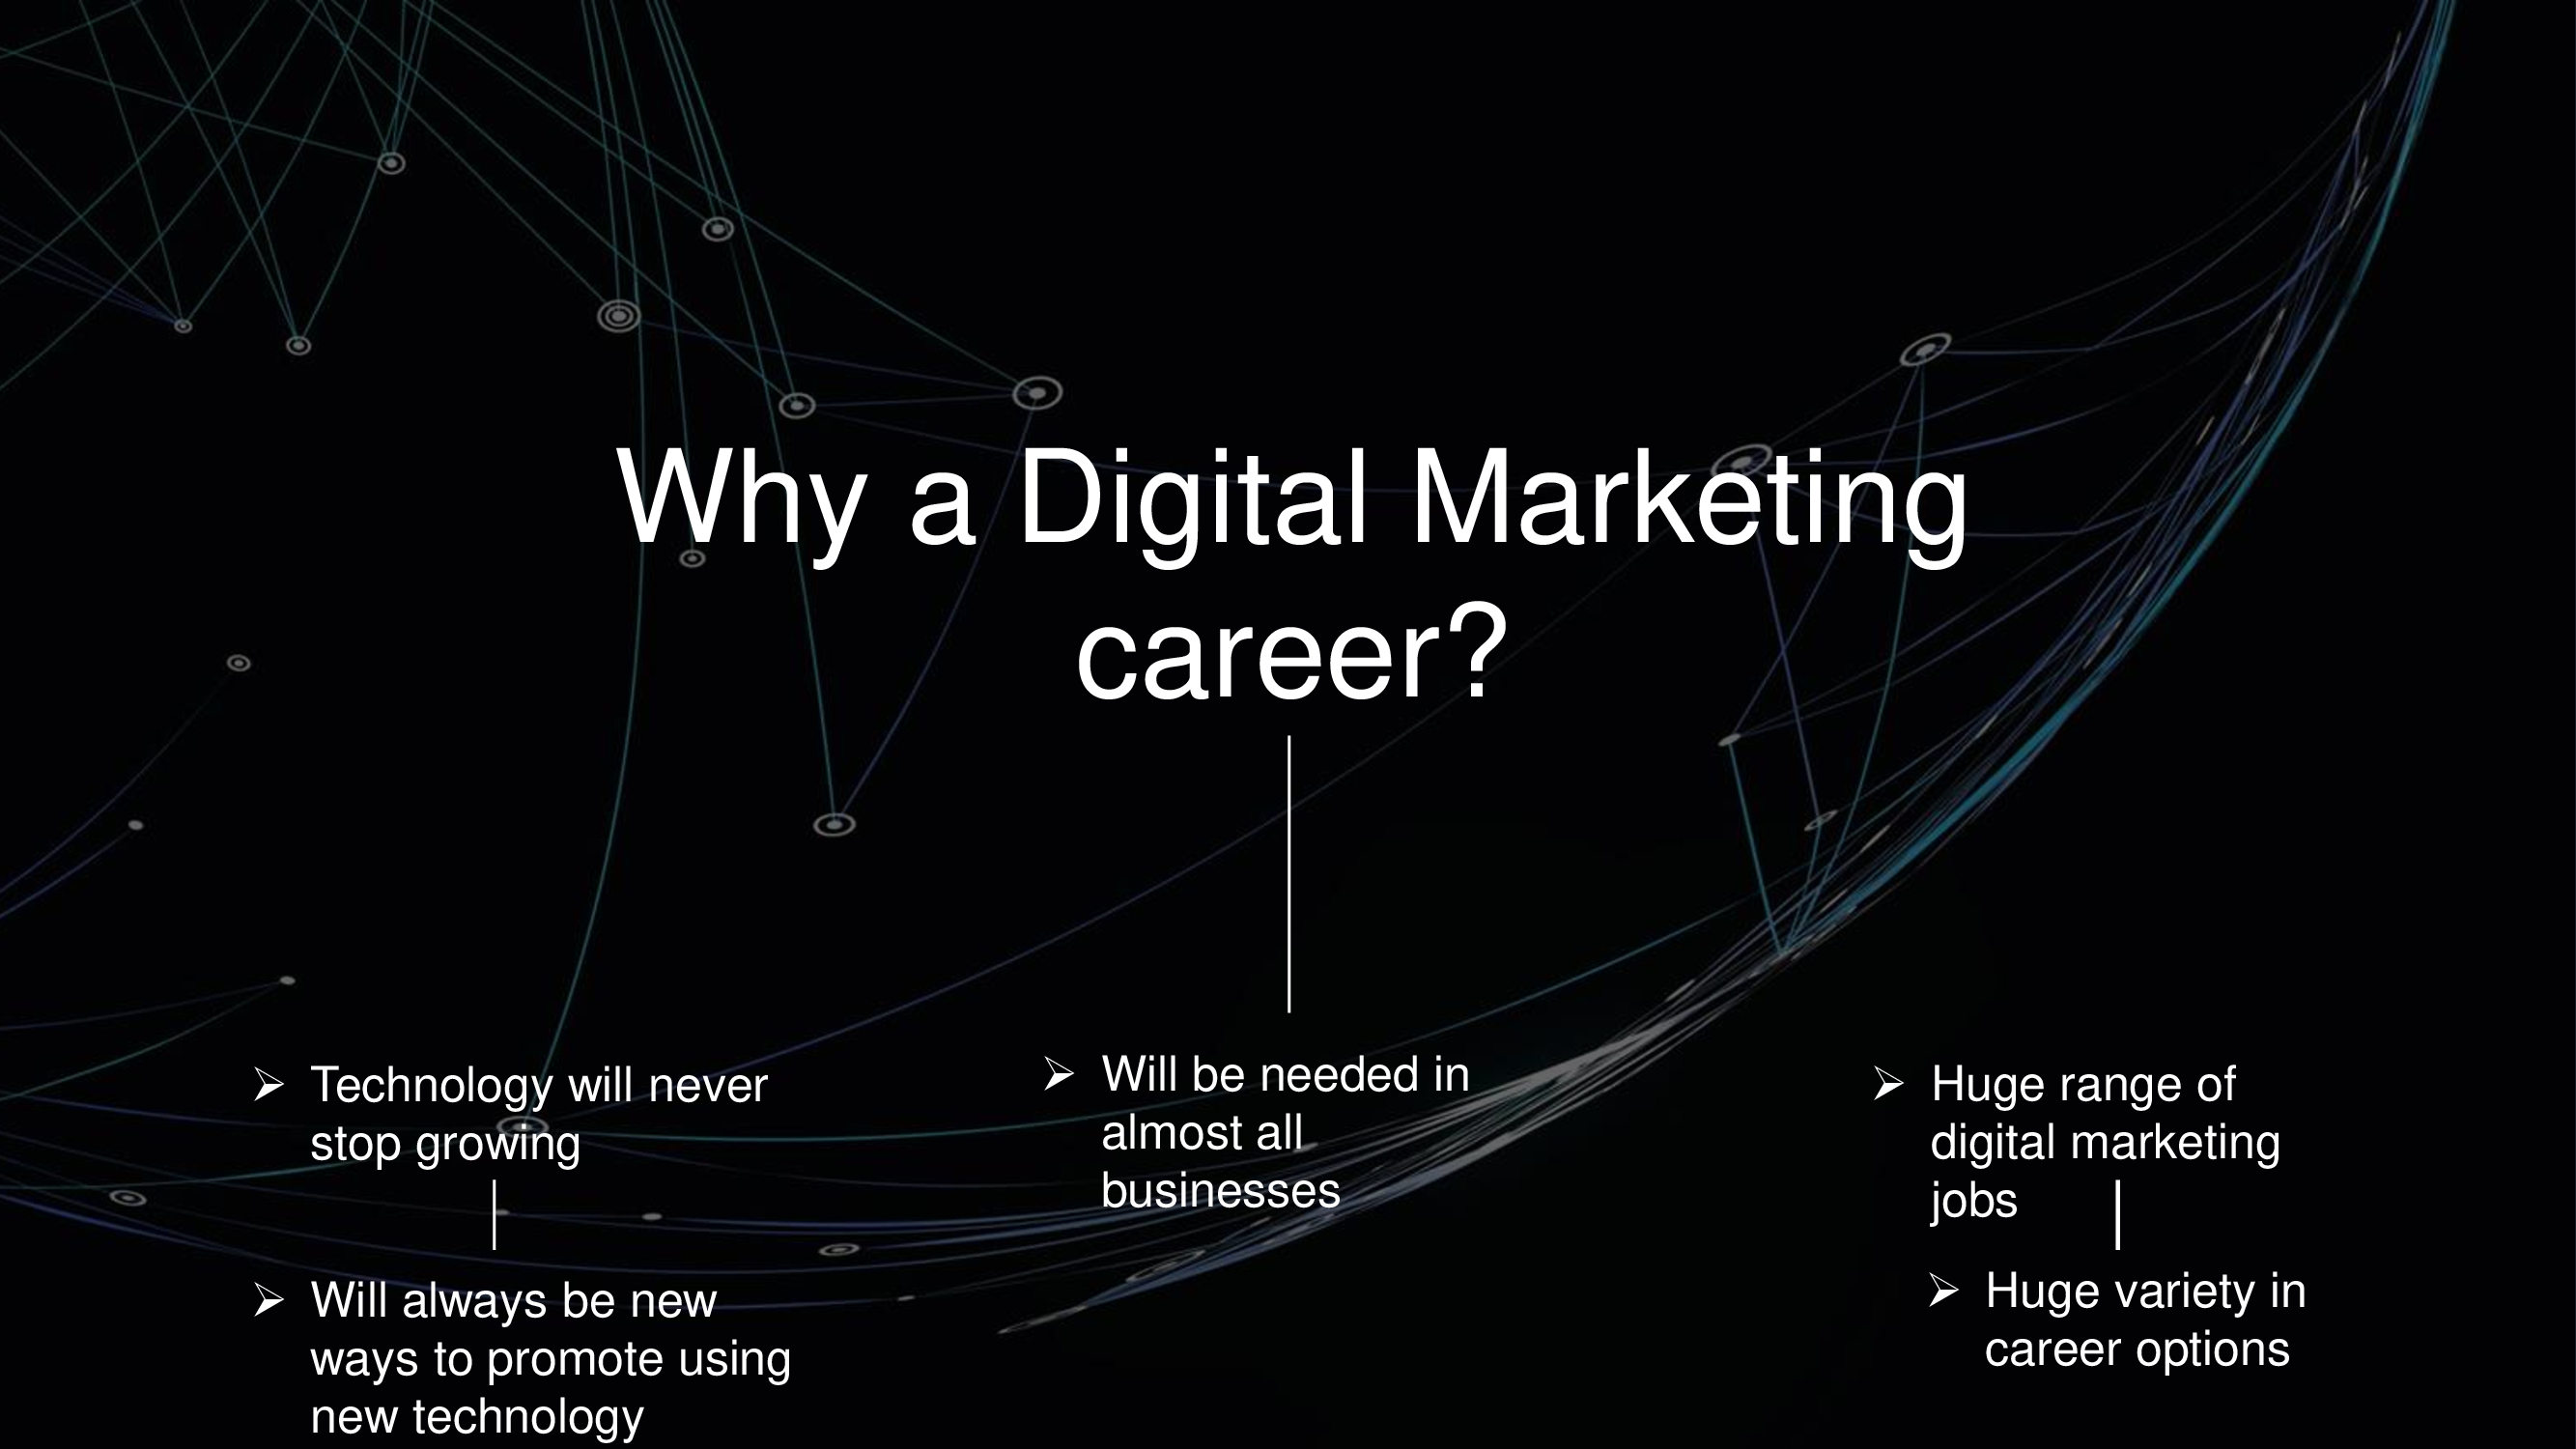 Why a Digital Marketing
career?
➢ Technology will never
stop growing
➢ Will always be new
ways to promote using
new technology
➢ Will be needed in
almost all
businesses
➢ Huge range of
digital marketing
jobs
➢ Huge variety in
career options